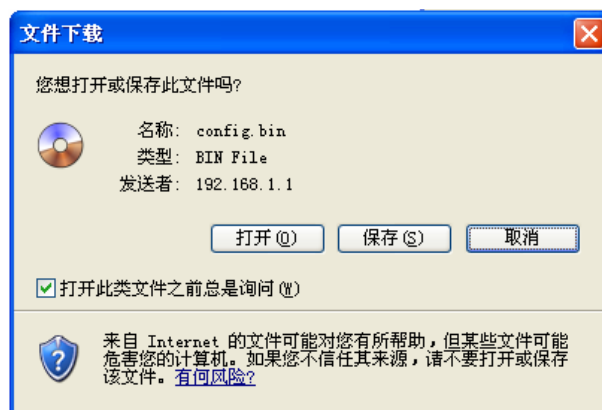 文件下载
您想打开或保存此文件吗?
名称: config.bin
类型: BIN File
发送者: 192.168.1.1
打开(O) 保存(S) 取消
打开此类文件之前总是询问(W)
来自 Internet 的文件可能对您有所帮助，但某些文件可能
危害您的计算机。如果您不信任其来源，请不要打开或保存
该文件。有何风险?